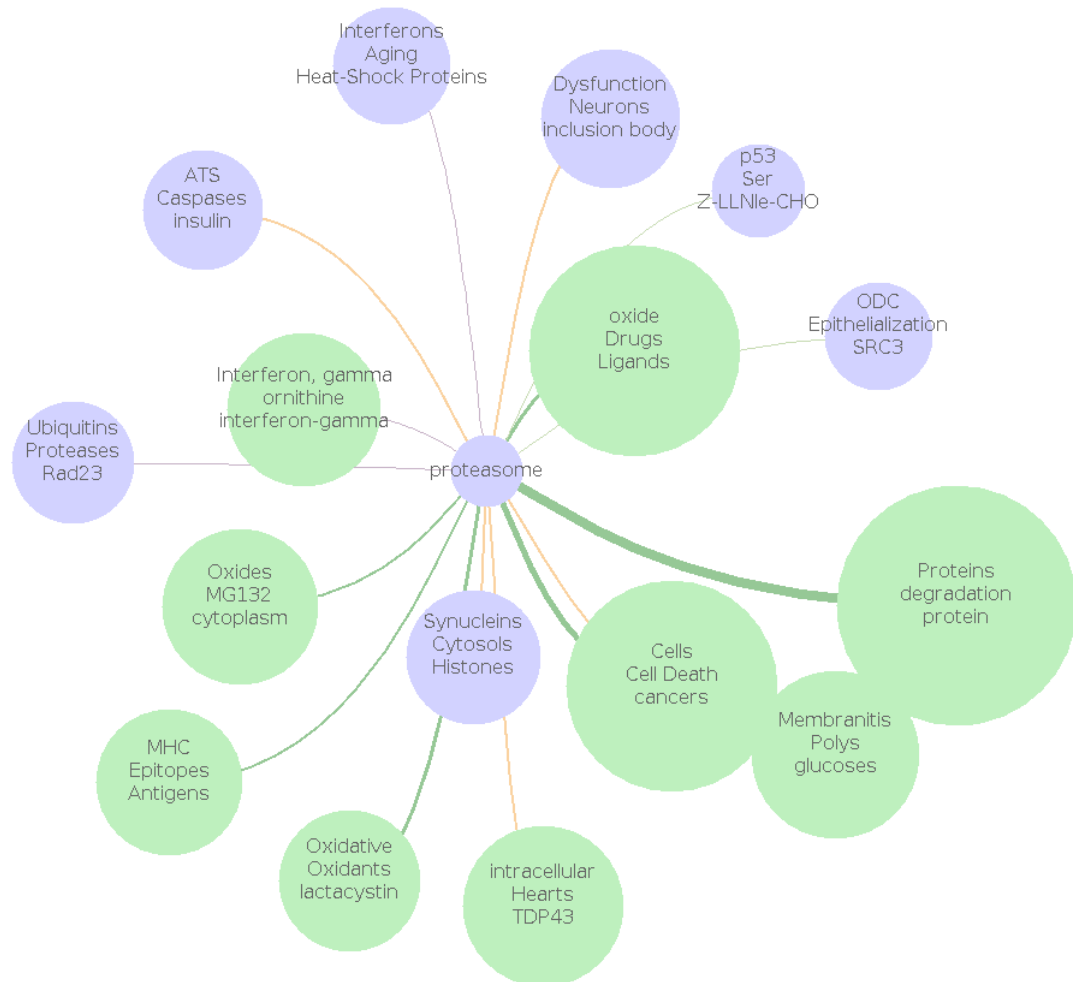 Interferons
Aging
Heat-Shock Proteins
Dysfunction
Neurons
inclusion body
p53
Ser
Z-LLNle-CHO
ATS
Caspases
insulin
ODC
Epithelialization
SRC3
oxide
Drugs
Ligands
Interferon, gamma
ornithine
interferon-gamma
Ubiquitins
Proteases
Rad23
proteasome
Oxides
MG132
cytoplasm
Synucleins
Cytosols
Histones
Proteins
degradation
protein
Cells
Cell Death
cancers
Membranitis
Polys
glucoses
MHC
Epitopes
Antigens
Oxidative
Oxidants
lactacystin
intracellular
Hearts
TDP43